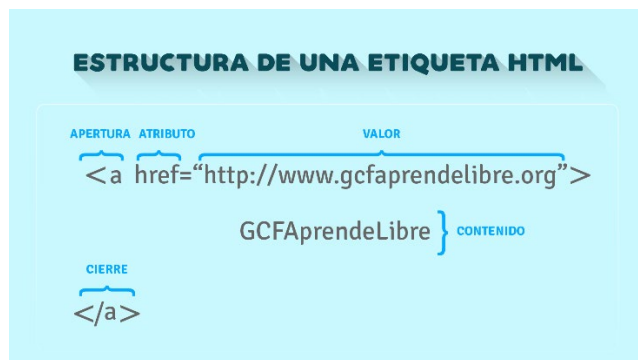 ESTRUCTURA DE UNA ETIQUETA HTML
APERTURA ATRIBUTO VALOR
<a href=“http://www.gcfaprendelibre.org”>
GCFAprendeLibre } CONTENIDO
CIERRE
</a>